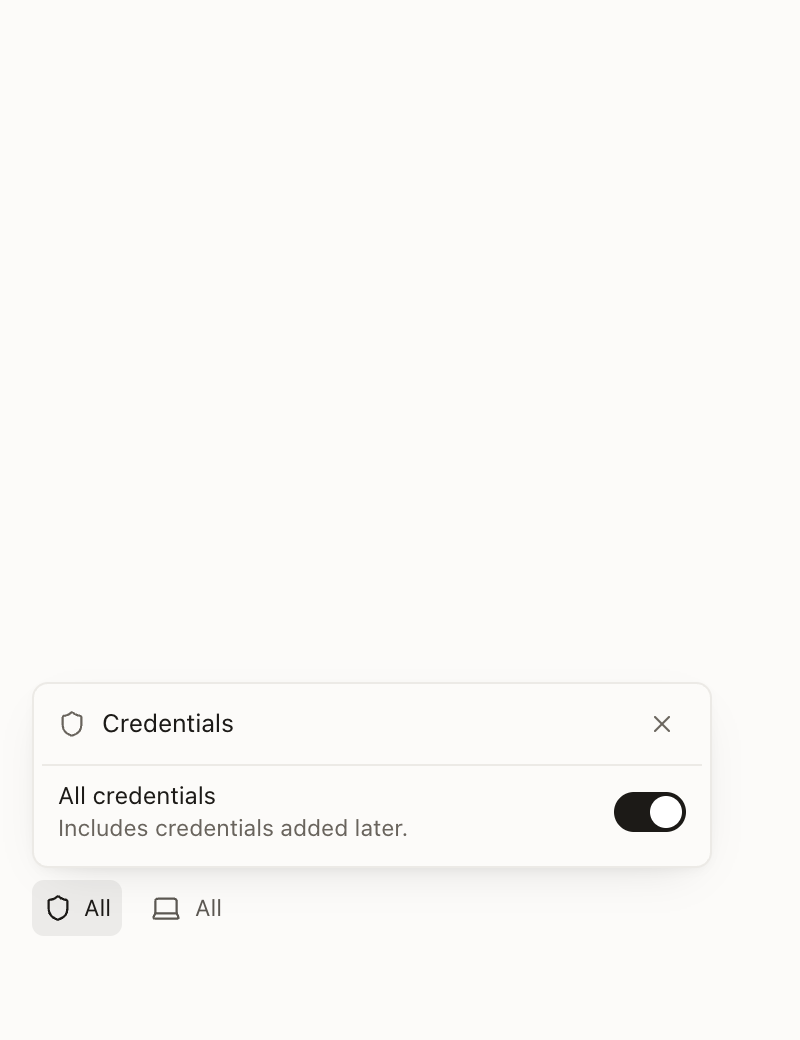 Credentials
All credentials
Includes credentials added later.
All
All